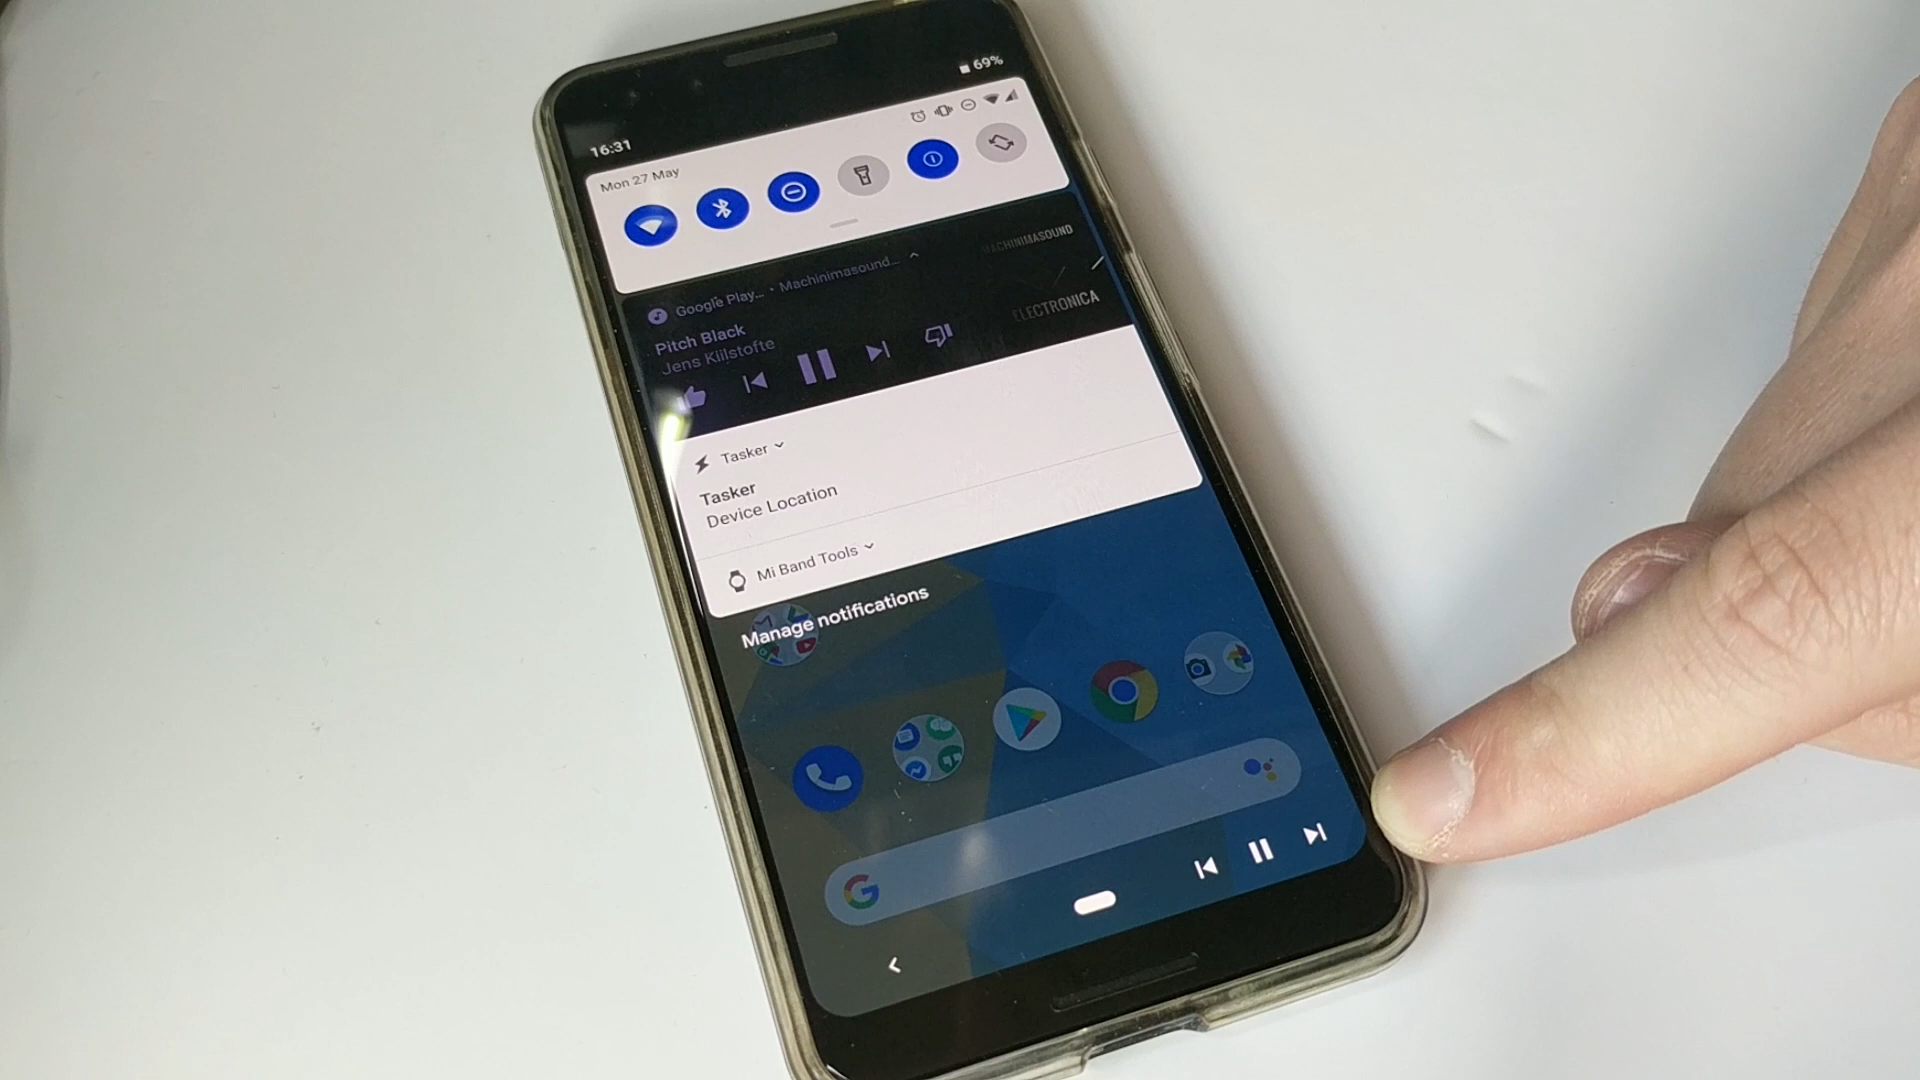 69%
16:31
Mon 27 May
Google Play... • Machinimasound...
MACHINIMASOUND
Pitch Black
Jens Kiilstofte
ELECTRONICA
Tasker
Tasker
Device Location
Mi Band Tools
Manage notifications